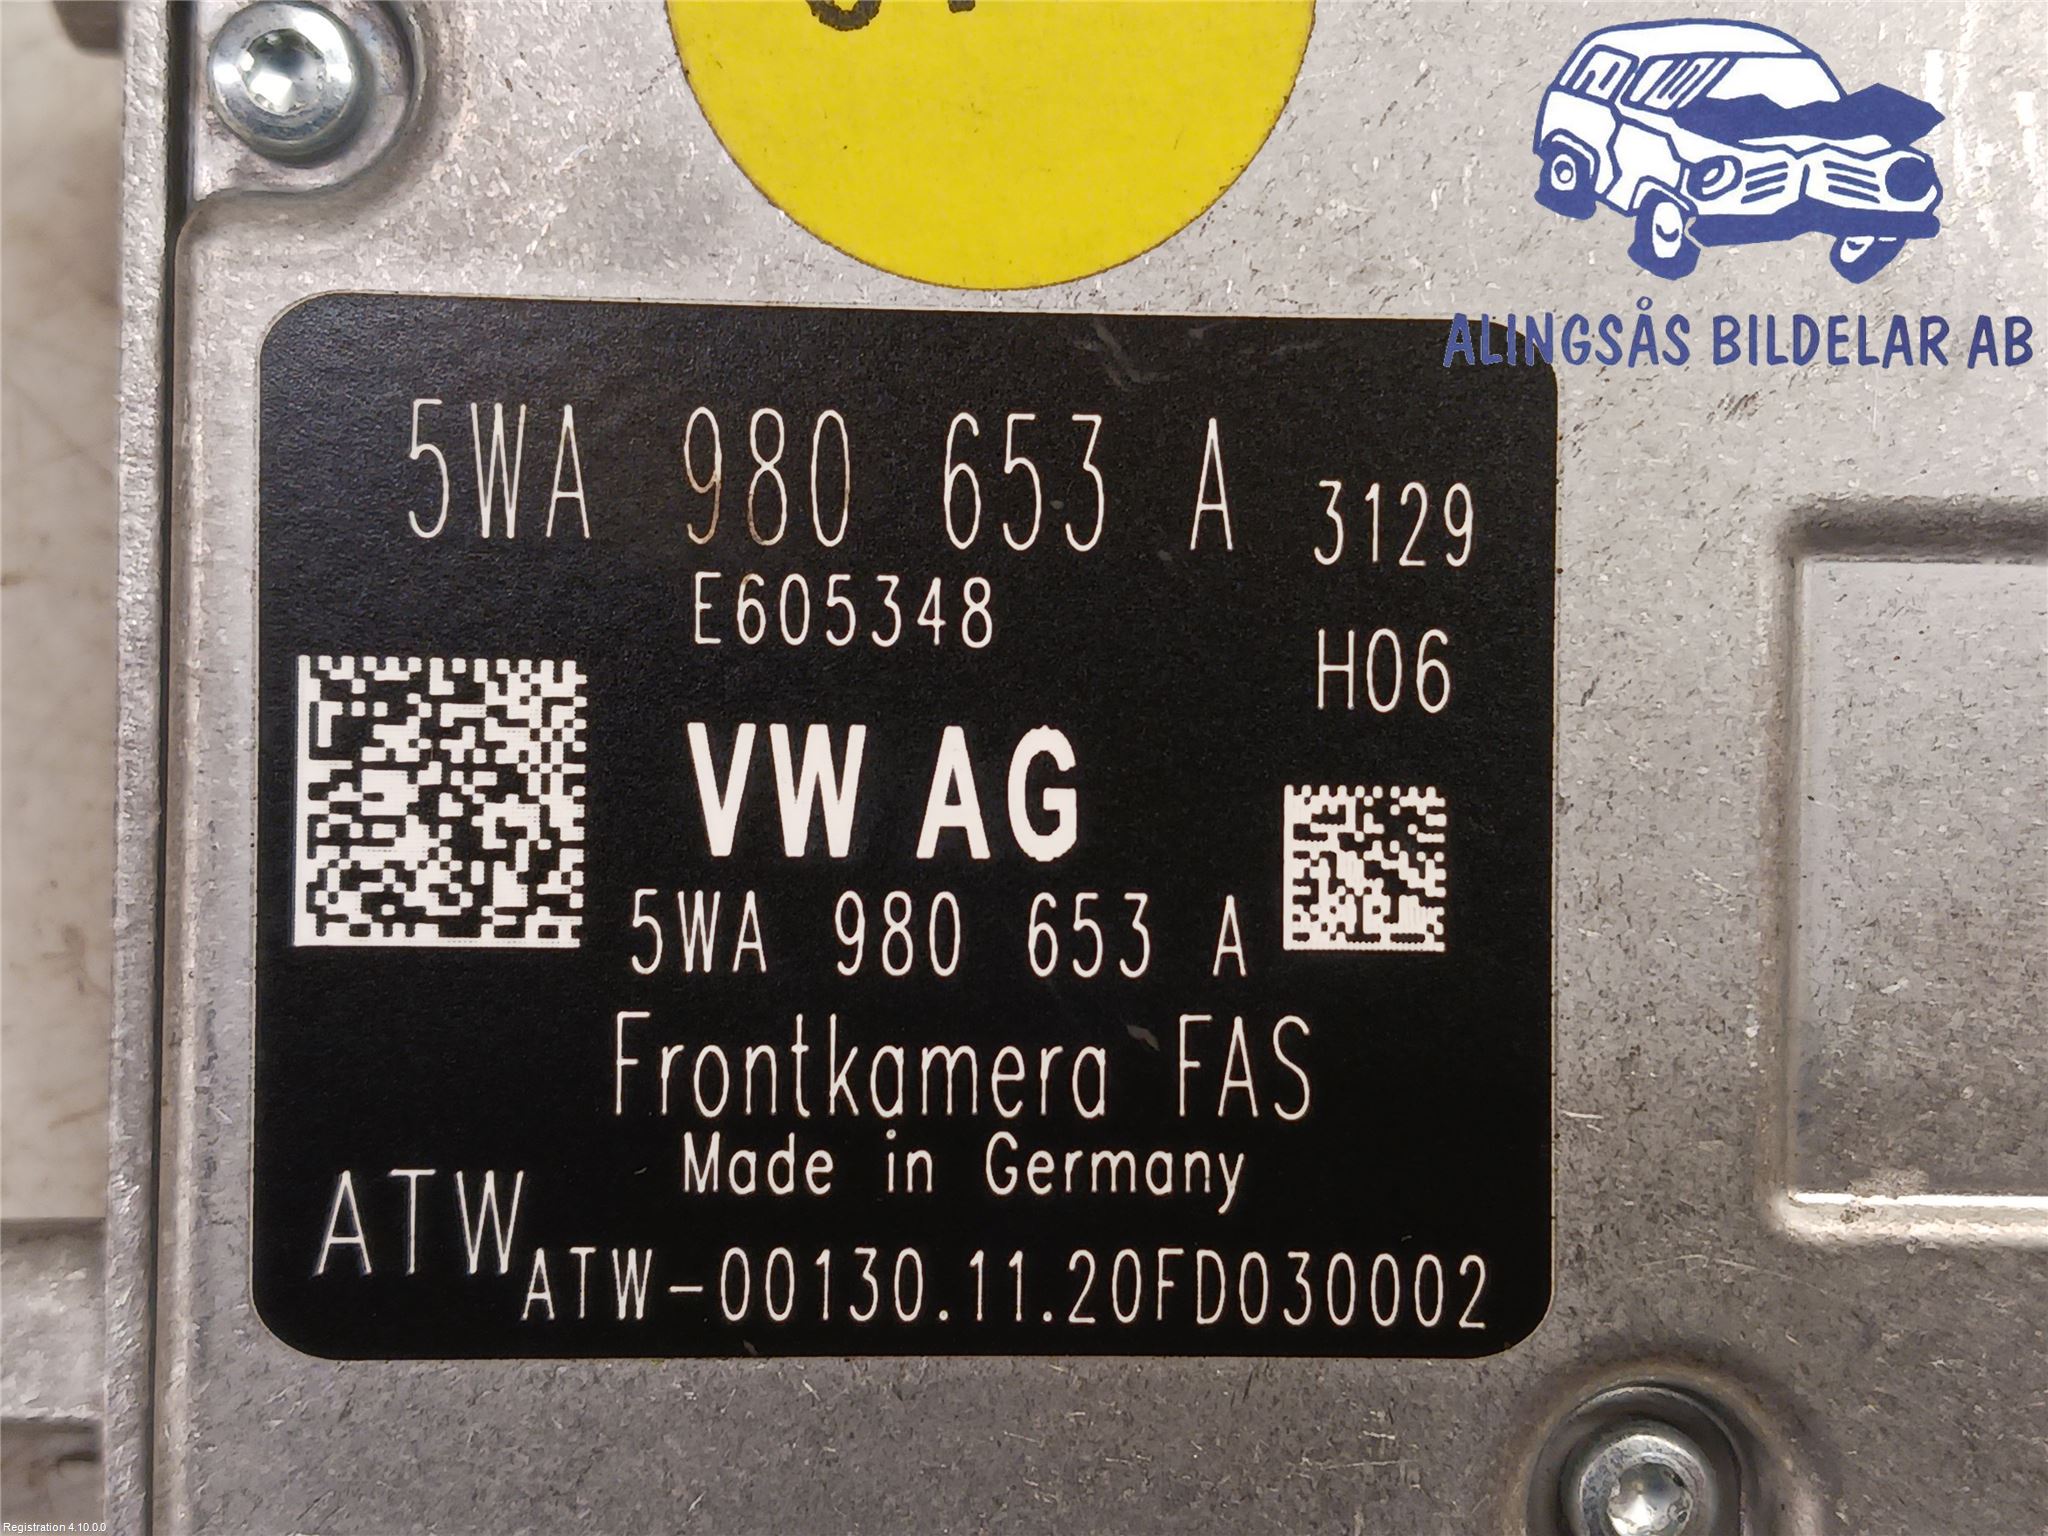 ALINGSÅS BILDELAR AB
5WA 980 653 A 3129
E605348
H06
VW AG
5WA 980 653 A
Frontkamera FAS
Made in Germany
ATW
ATW-00130.11.20FD030002
Registration 4.10.0.0